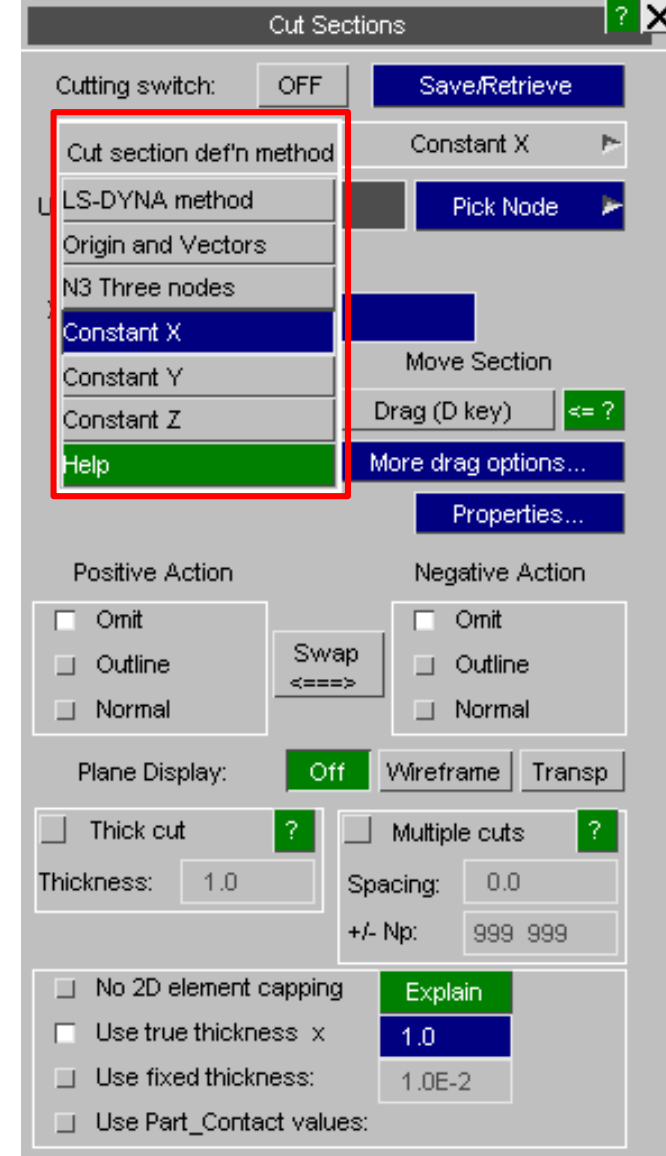 Cut Sections ? X
Cutting switch: OFF Save/Retrieve
Cut section def'n method Constant X
U LS-DYNA method Pick Node
Origin and Vectors
N3 Three nodes
Constant X
Constant Y Move Section
Constant Z Drag (D key) <= ?
Help More drag options...
Properties...
Positive Action Negative Action
Omit Omit
Outline Swap Outline
<===>
Normal Normal
Plane Display: Off Wireframe Transp
Thick cut ? Multiple cuts ?
Thickness: 1.0 Spacing: 0.0
+/- Np: 999 999
No 2D element capping Explain
Use true thickness x 1.0
Use fixed thickness: 1.0E-2
Use Part_Contact values: